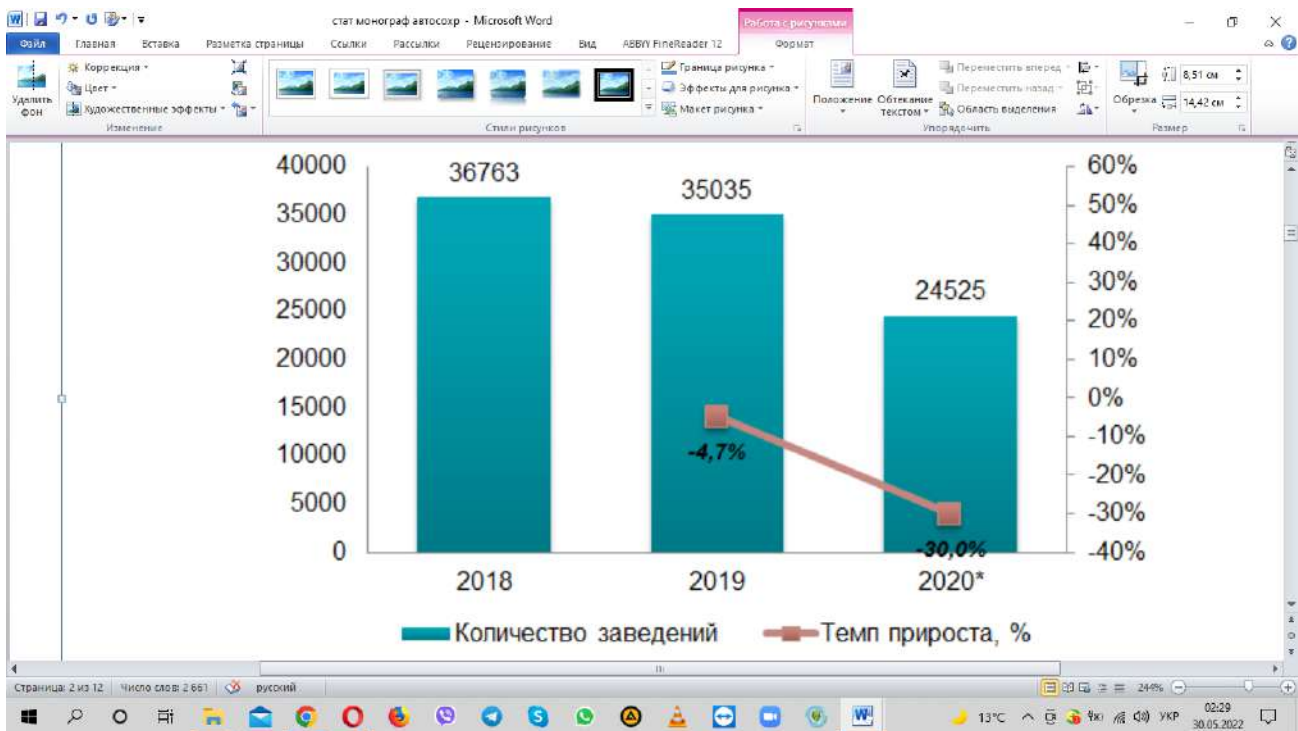 стат монограф автосохр - Microsoft Word
Работа с рисунками
Файл Главная Вставка Разметка страницы Ссылки Рассылки Рецензирование Вид ABBYY FineReader 12 Формат
Удалить фон
Коррекция
Цвет
Художественные эффекты
Изменение
Стили рисунков
Граница рисунка
Эффекты для рисунка
Макет рисунка
Положение
Обтекание текстом
Переместить вперед
Переместить назад
Область выделения
Упорядочить
Обрезка
8,51 см
14,42 см
Размер
40000
35000
30000
25000
20000
15000
10000
5000
0
36763
35035
24525
-4,7%
-30,0%
60%
50%
40%
30%
20%
10%
0%
-10%
-20%
-30%
-40%
2018 2019 2020*
Количество заведений Темп прироста, %
Страница: 2 из 12 Число слов: 2 661 русский 244%
13°C УКР 02:29
30.05.2022